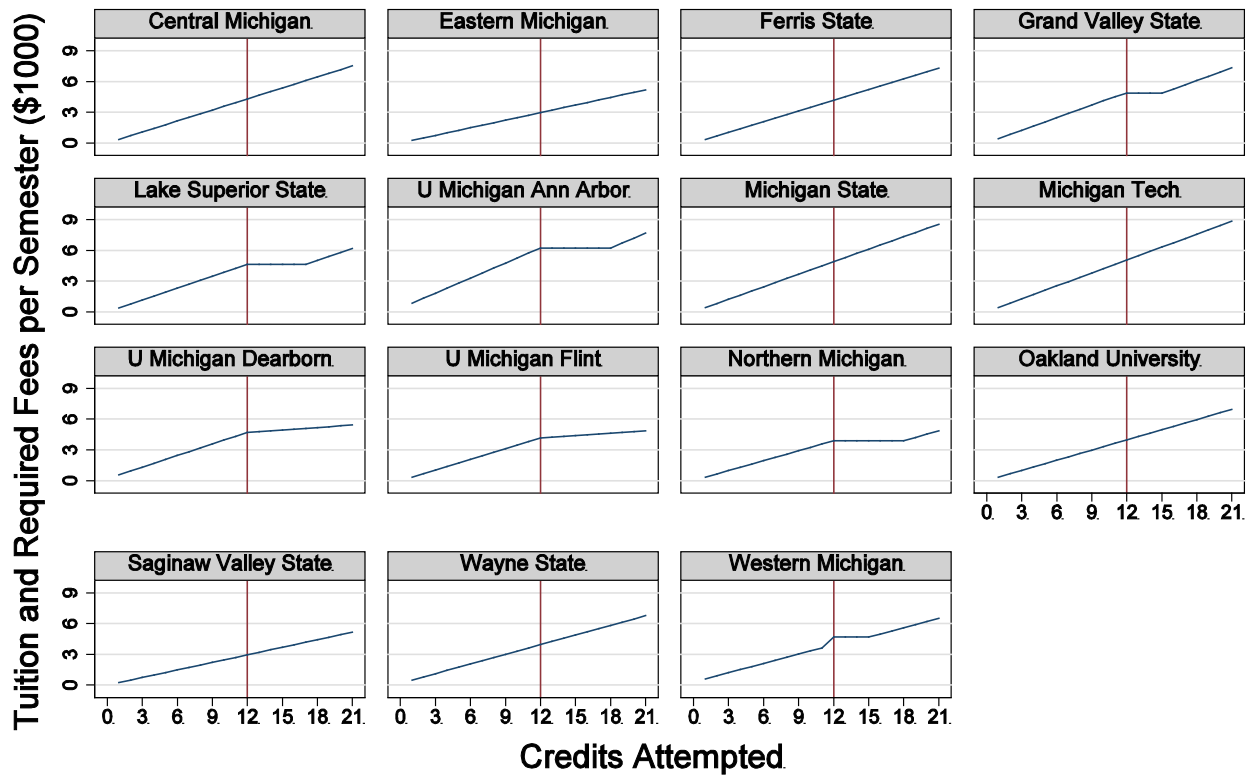 Tuition and Required Fees per Semester ($1000)
Central Michigan.
Eastern Michigan.
Ferris State.
Grand Valley State.
9
6
3
0
Lake Superior State.
U Michigan Ann Arbor.
Michigan State.
Michigan Tech.
9
6
3
0
U Michigan Dearborn.
U Michigan Flint.
Northern Michigan.
Oakland University.
9
6
3
0
0. 3. 6. 9. 12. 15. 18. 21.
Saginaw Valley State.
Wayne State.
Western Michigan.
9
6
3
0
0. 3. 6. 9. 12. 15. 18. 21.
0. 3. 6. 9. 12. 15. 18. 21.
0. 3. 6. 9. 12. 15. 18. 21.
Credits Attempted.